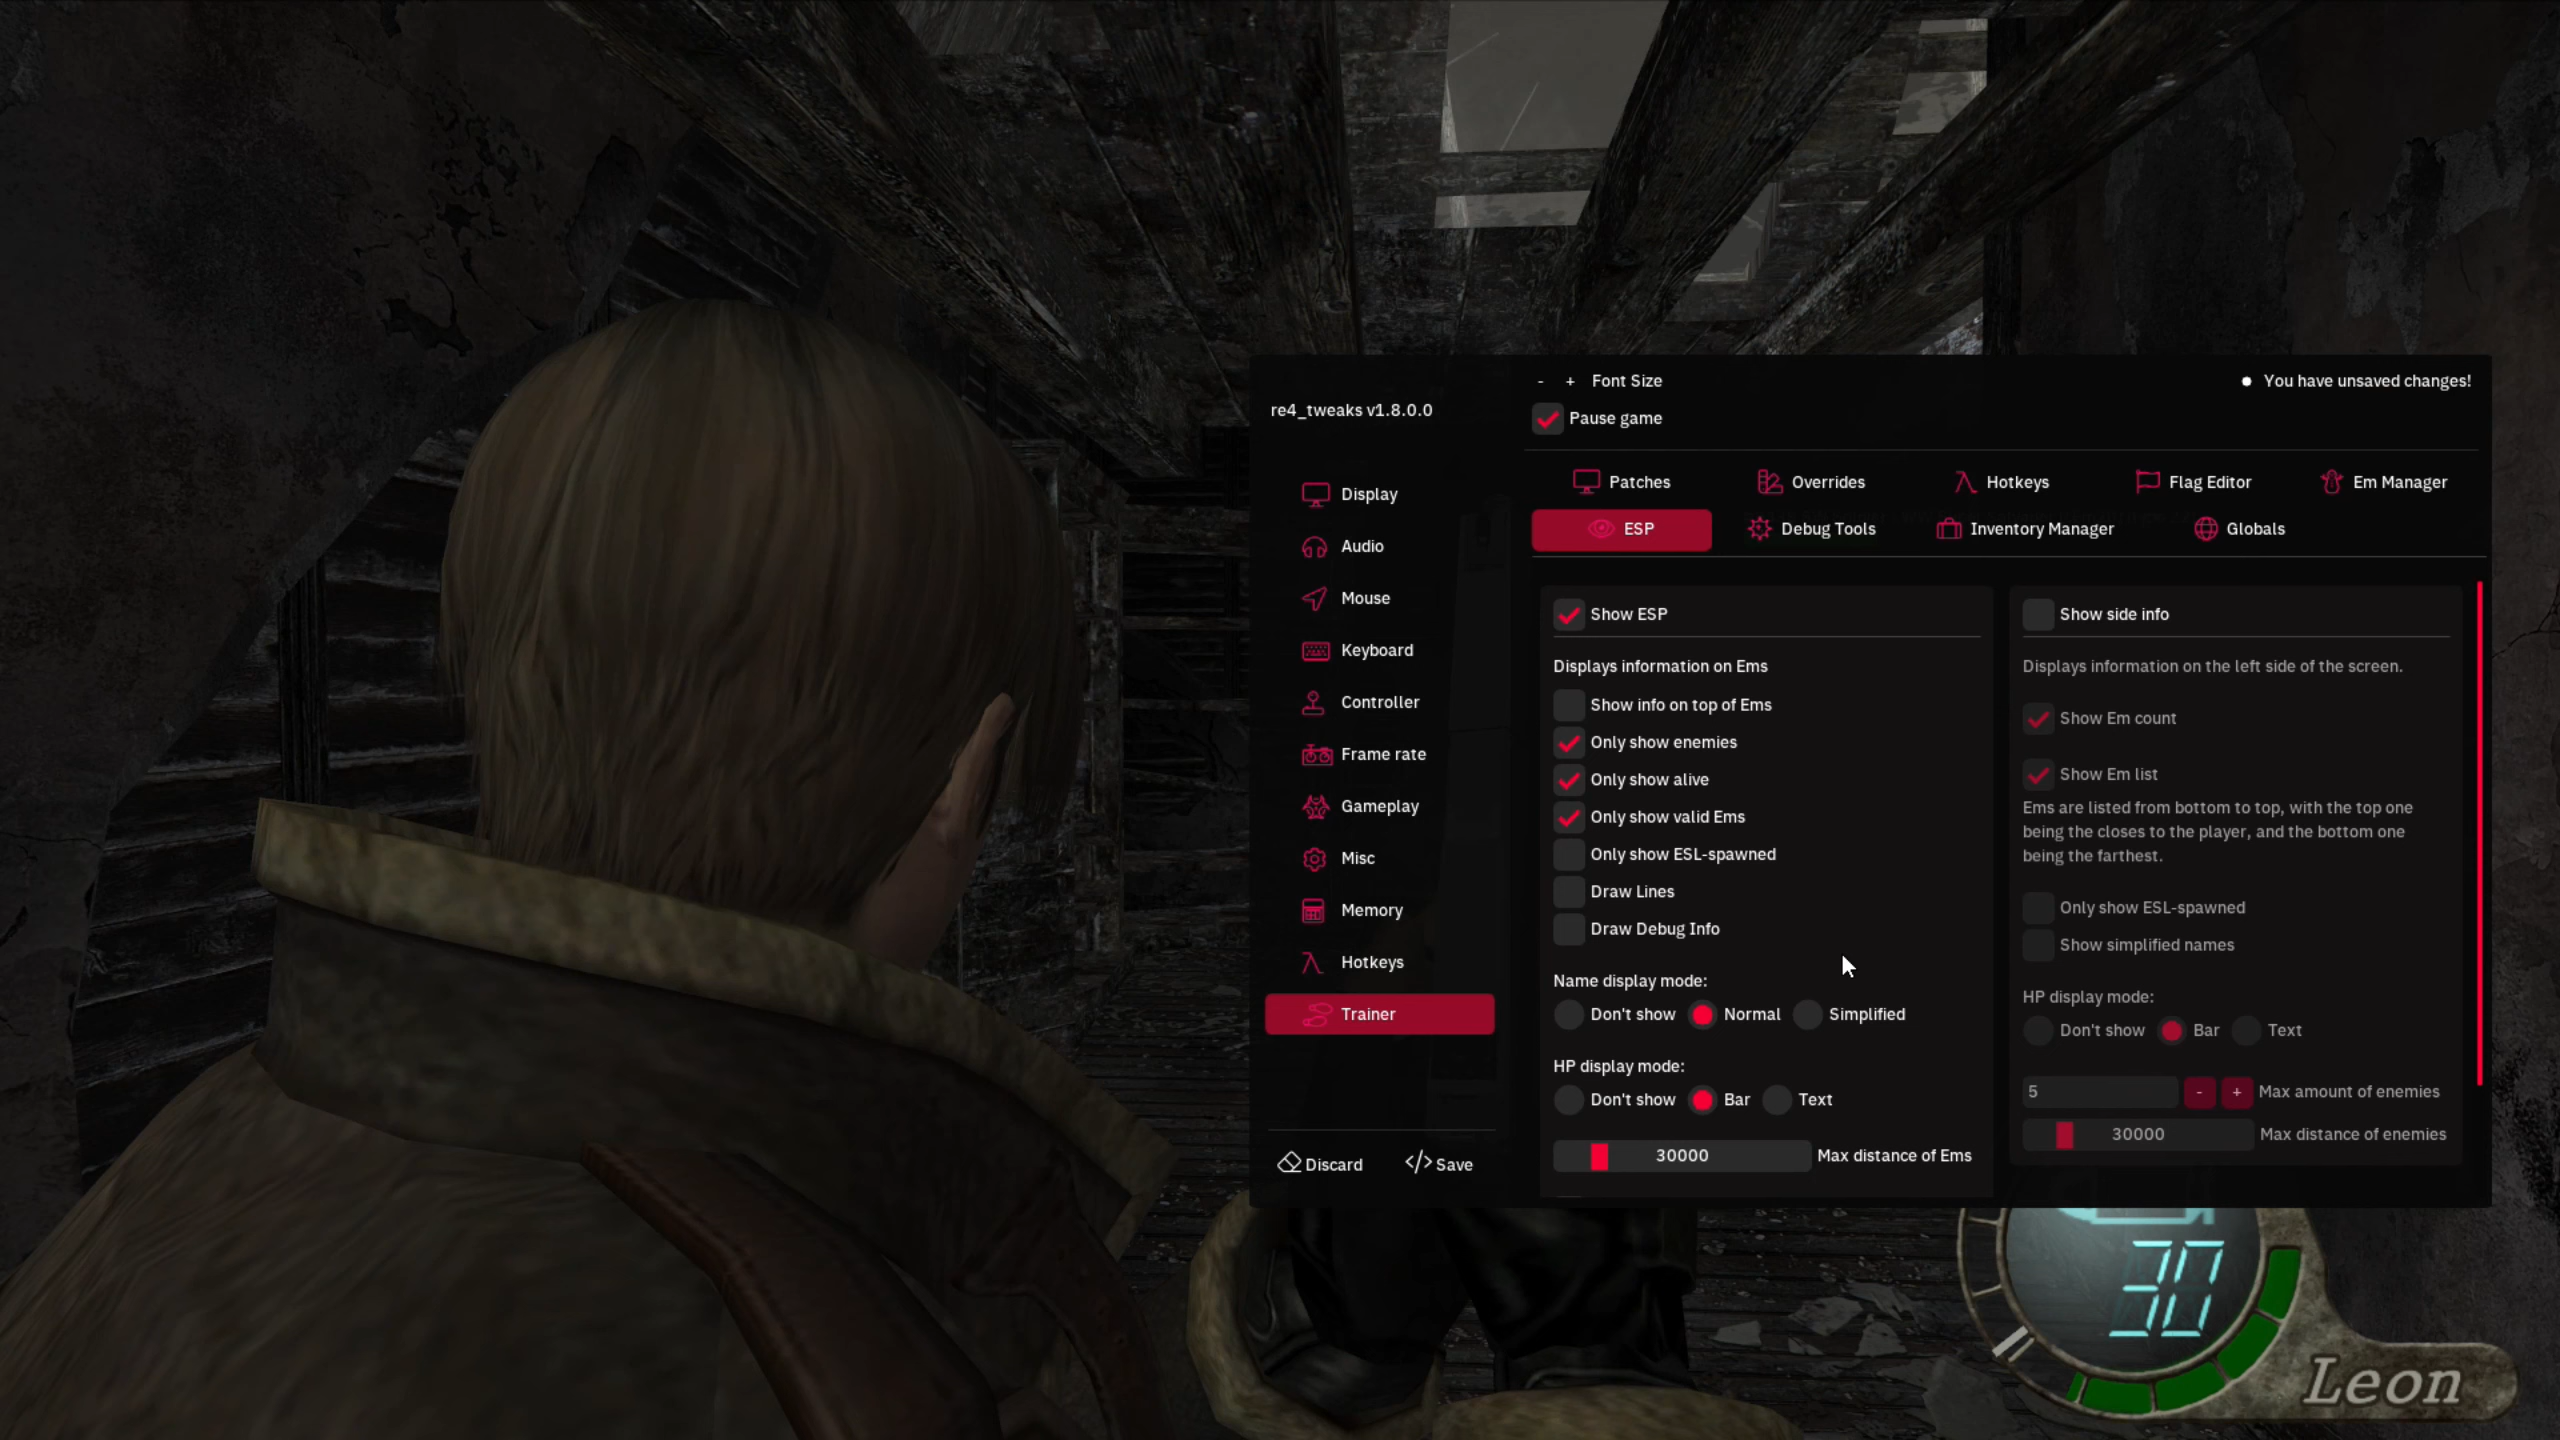 - + Font Size
You have unsaved changes!
re4_tweaks v1.8.0.0
Pause game
Display
Audio
Mouse
Keyboard
Controller
Frame rate
Gameplay
Misc
Memory
Hotkeys
Trainer
Discard
Save
Patches
Overrides
Hotkeys
Flag Editor
Em Manager
ESP
Debug Tools
Inventory Manager
Globals
Show ESP
Displays information on Ems
Show info on top of Ems
Only show enemies
Only show alive
Only show valid Ems
Only show ESL-spawned
Draw Lines
Draw Debug Info
Name display mode:
Don't show Normal Simplified
HP display mode:
Don't show Bar Text
30000 Max distance of Ems
Show side info
Displays information on the left side of the screen.
Show Em count
Show Em list
Ems are listed from bottom to top, with the top one
being the closes to the player, and the bottom one
being the farthest.
Only show ESL-spawned
Show simplified names
HP display mode:
Don't show Bar Text
5 - + Max amount of enemies
30000 Max distance of enemies
30
Leon